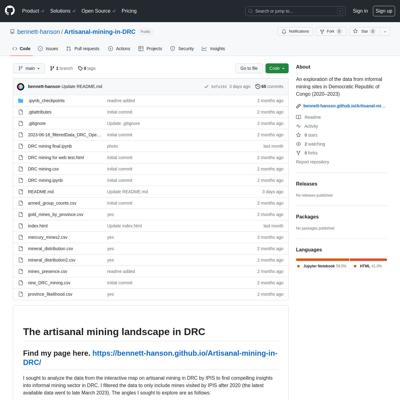 Product
Solutions
Open Source
Pricing
Search or jump to...
Sign in
Sign up
bennett-hanson / Artisanal-mining-in-DRC
Public
Notifications
Fork 0
Star 0
Code
Issues
Pull requests
Actions
Projects
Security
Insights
main
1 branch
0 tags
Go to file
Code
About
An exploration of the data from informal
mining sites in Democratic Republic of
Congo (2020–2023)
bennett-hanson.github.io/Artisanal-m...
Readme
Activity
0 stars
2 watching
0 forks
Report repository
bennett-hanson Update README.md
3 days ago
65 commits
.ipynb_checkpoints
readme added
2 months ago
.gitattributes
Initial commit
2 months ago
.gitignore
Update .gitignore
2 months ago
initial commit
2 months ago
DRC mining final.ipynb
photo
last month
DRC mining for web test.html
initial commit
2 months ago
DRC mining.csv
initial commit
2 months ago
DRC mining.ipynb
initial commit
2 months ago
README.md
Update README.md
3 days ago
armed_group_counts.csv
initial commit
2 months ago
gold_mines_by_province.csv
yes
2 months ago
index.html
Update index.html
last month
mercury_mines2.csv
yes
2 months ago
mineral_distribution.csv
yes
2 months ago
mineral_distribution2.csv
yes
2 months ago
mines_presence.csv
readme added
2 months ago
new_DRC_mining.csv
initial commit
2 months ago
province_likelihood.csv
yes
2 months ago
Releases
No releases published
Packages
No packages published
Languages
Jupyter Notebook
HTML
The artisanal mining landscape in DRC
Find my page here. https://bennett-hanson.github.io/Artisanal-mining-in-
DRC/
I sought to analyze the data from the interactive map on artisanal mining in DRC by IPIS to find compelling insights
into informal mining sector in DRC. I filtered the data to only include mines visited by IPIS after 2020 (the latest
available data went to late March 2023). The angles I sought to explore are as follows: